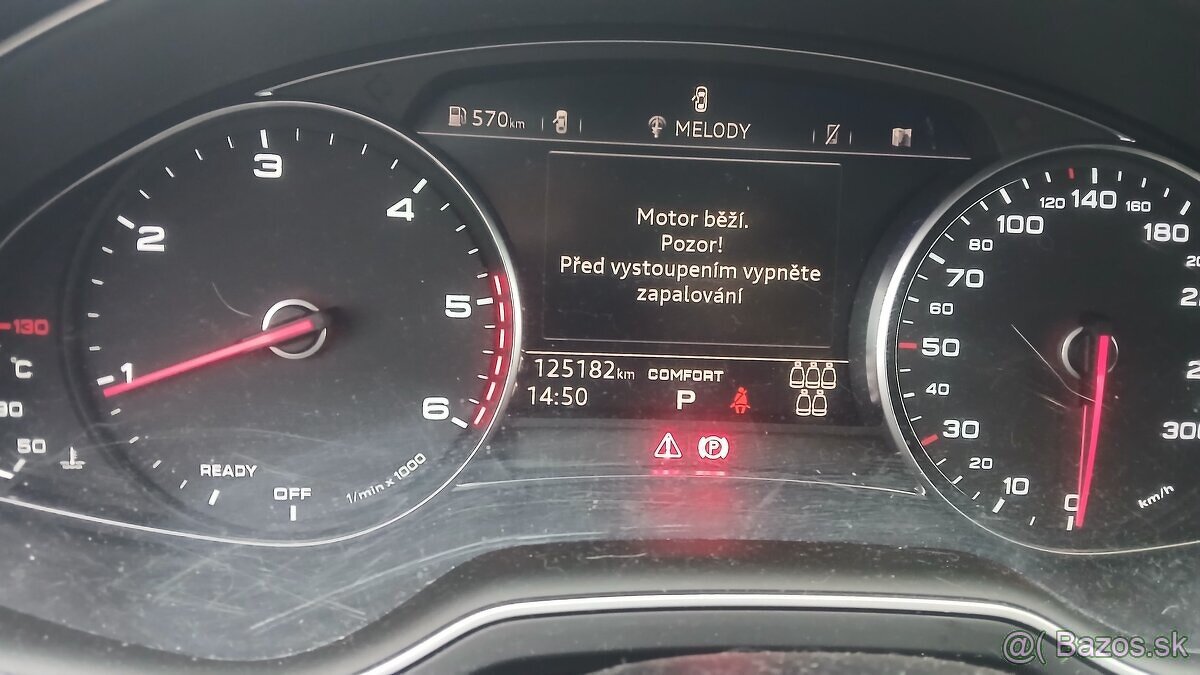 570km
MELODY
Motor běží.
Pozor!
Před vystoupením vypněte
zapalování
125182km COMFORT
14:50 P
1 2 3 4 5 6
READY
OFF
1/min x 1000
130
°C
50
0 10 20 30 40 50 60 70 80 100 120 140 160 180
300
km/h
@( Bazos.sk